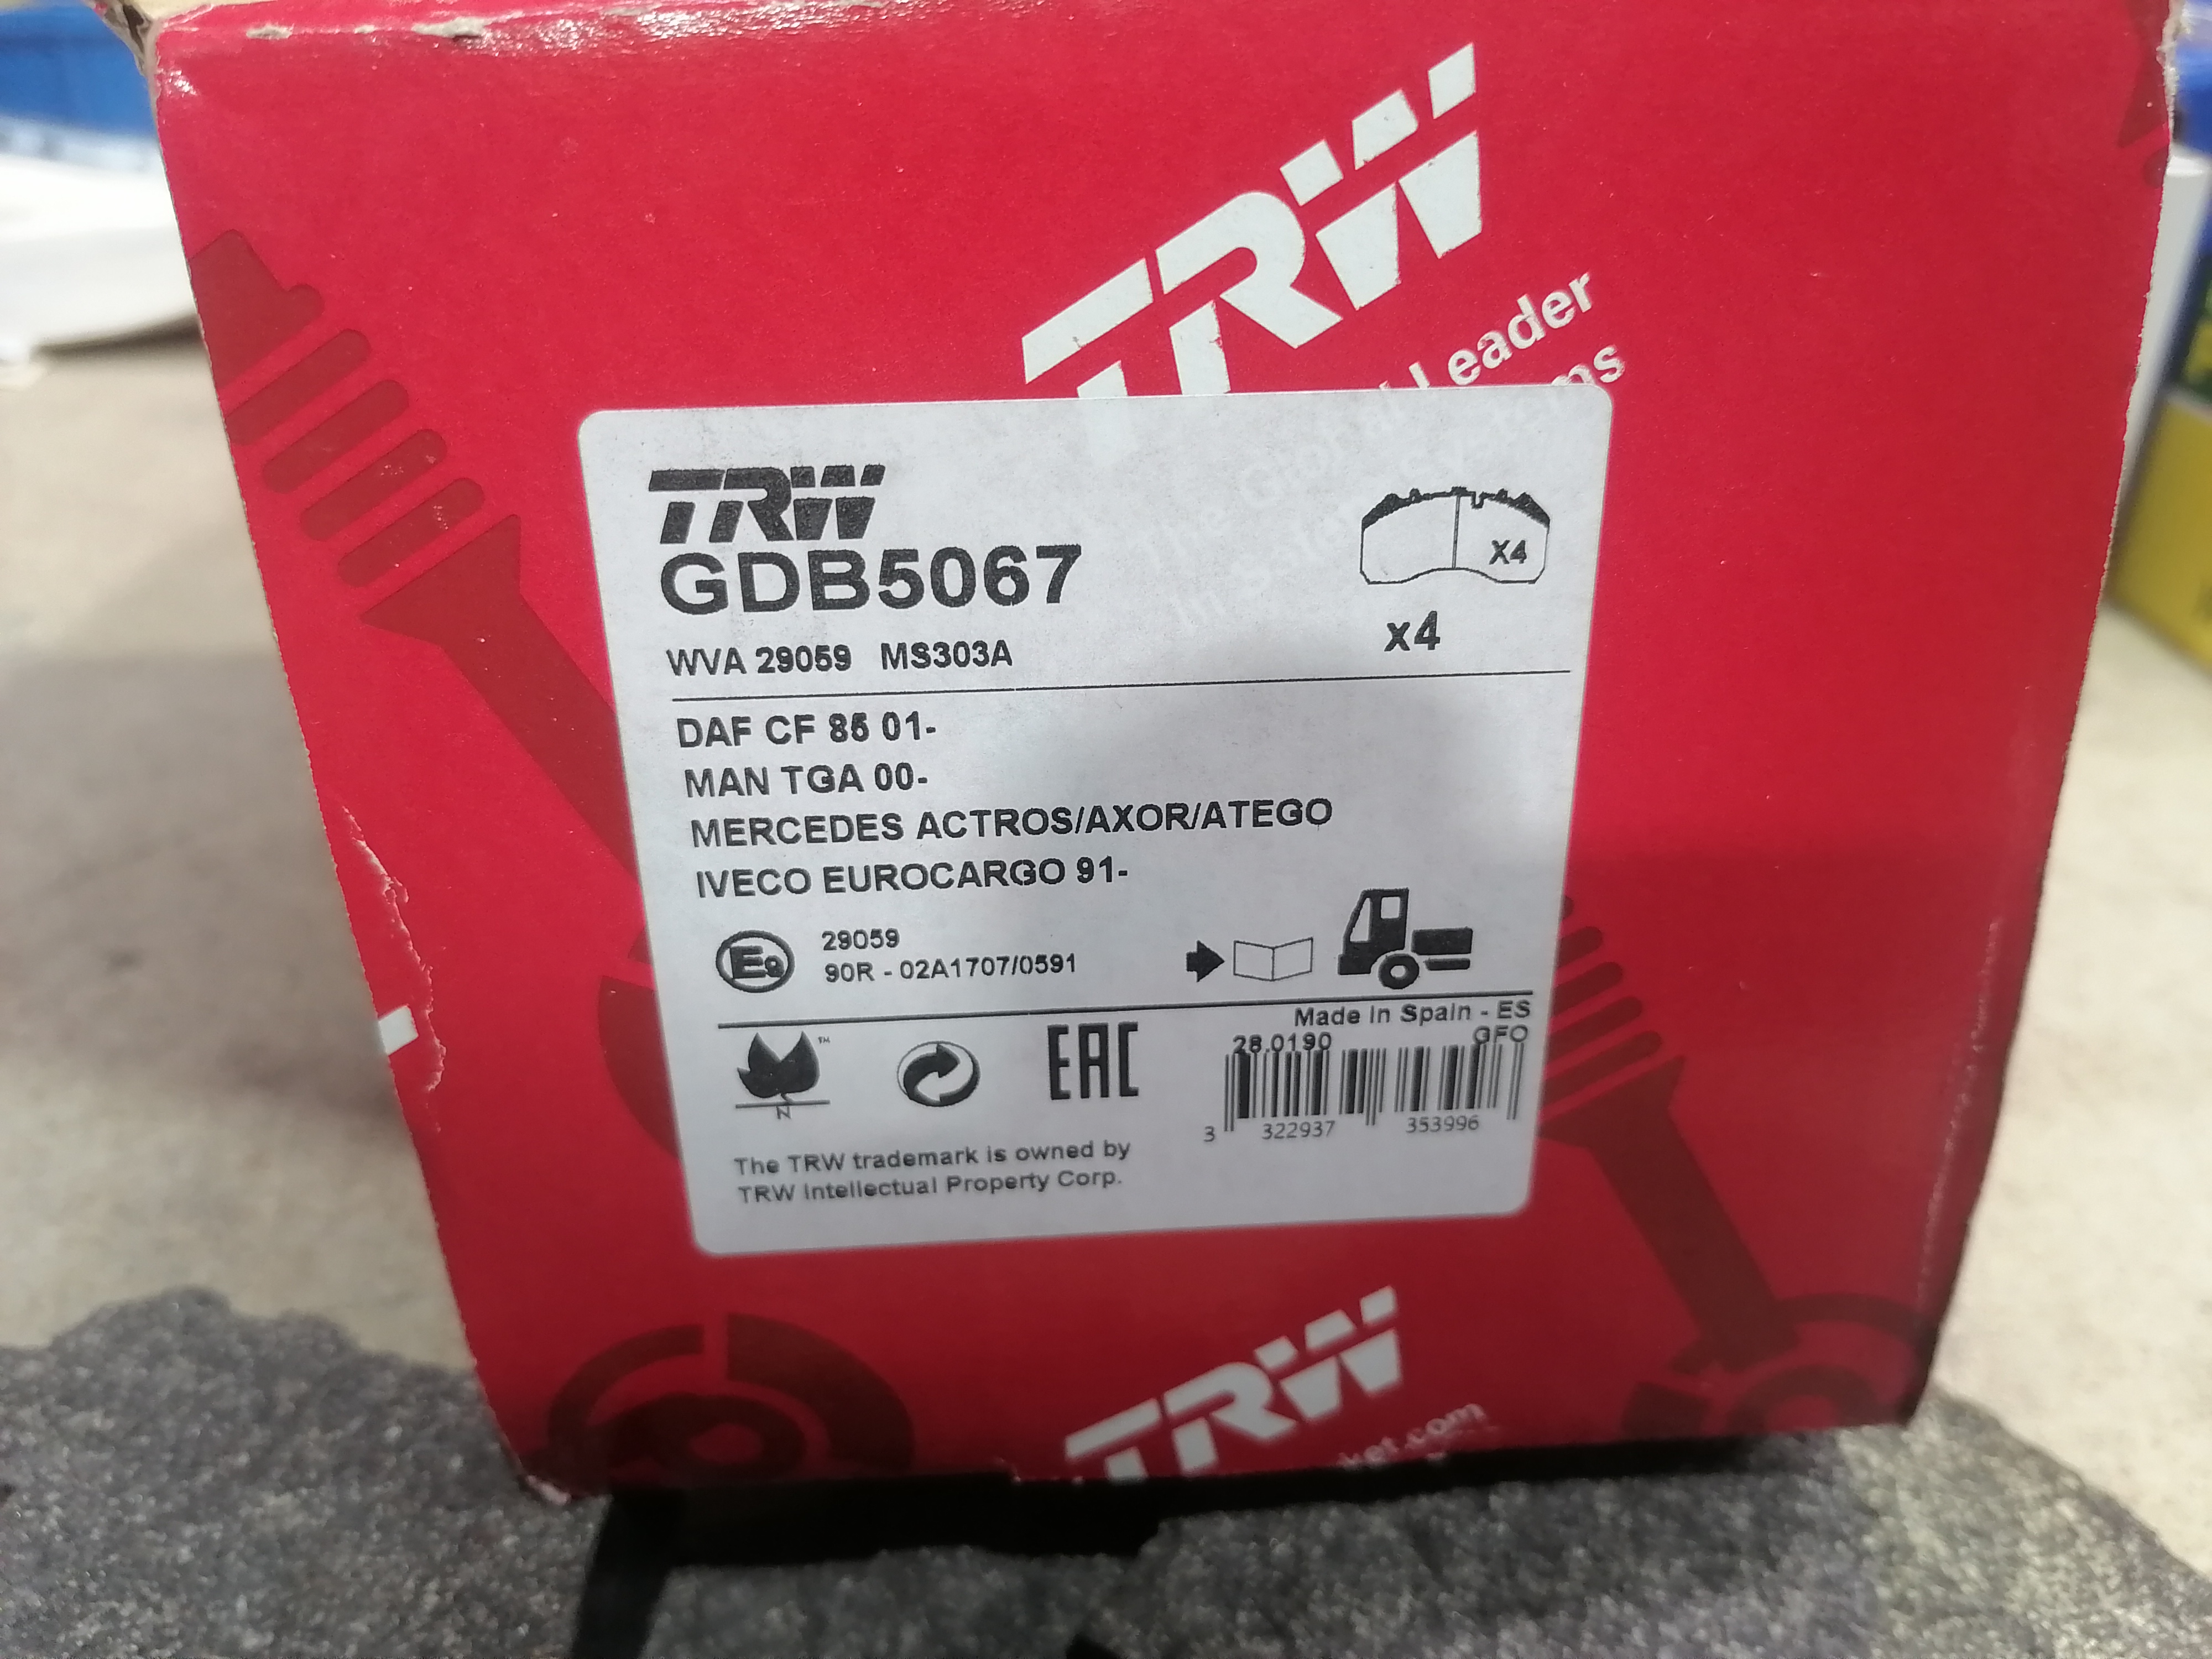 TRW
Leader
TRW
GDB5067
X4
x4
WVA 29059 MS303A
DAF CF 85 01-
MAN TGA 00-
MERCEDES ACTROS/AXOR/ATEGO
IVECO EUROCARGO 91-
E9
29059
90R - 02A1707/0591
Made in Spain - ES
28.0190 GFO
TM
N
EAC
3 322937 353996
The TRW trademark is owned by
TRW Intellectual Property Corp.
TRW